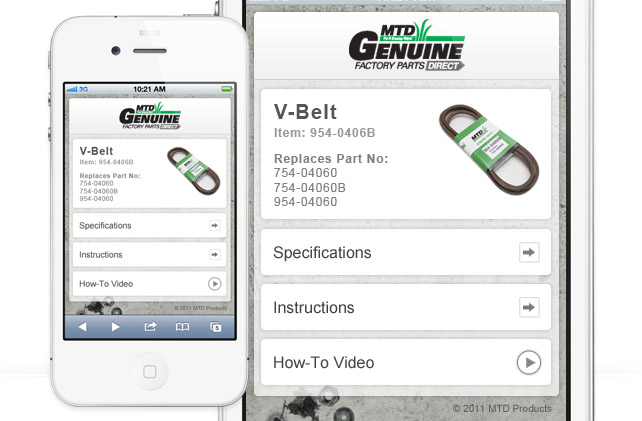 3G 10:21 AM
MTD
GENUINE
FACTORY PARTS DIRECT
V-Belt
Item: 954-0406B
Replaces Part No:
754-04060
754-04060B
954-04060
Specifications
Instructions
How-To Video
© 2011 MTD Products
5
MTD
GENUINE
FACTORY PARTS DIRECT
V-Belt
Item: 954-0406B
MTD
Replaces Part No:
754-04060
754-04060B
954-04060
Specifications
Instructions
How-To Video
© 2011 MTD Products